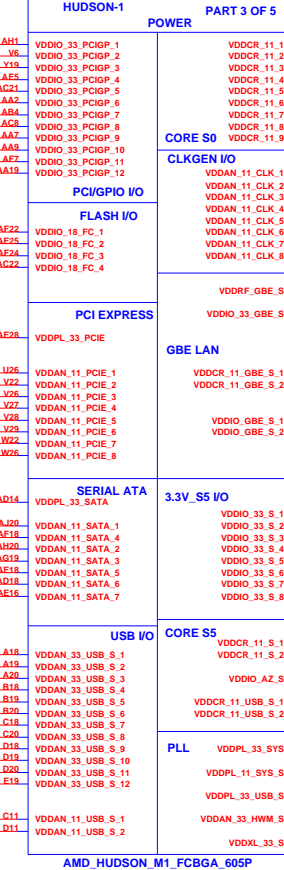 HUDSON-1 PART 3 OF 5
POWER
AH1 VDDIO_33_PCIGP_1
V6 VDDIO_33_PCIGP_2
Y19 VDDIO_33_PCIGP_3
AE5 VDDIO_33_PCIGP_4
AC21 VDDIO_33_PCIGP_5
AA2 VDDIO_33_PCIGP_6
AB4 VDDIO_33_PCIGP_7
AC8 VDDIO_33_PCIGP_8
AA7 VDDIO_33_PCIGP_9
AA9 VDDIO_33_PCIGP_10
AF7 VDDIO_33_PCIGP_11
AA19 VDDIO_33_PCIGP_12
PCI/GPIO I/O
VDDCR_11_1
VDDCR_11_2
VDDCR_11_3
VDDCR_11_4
VDDCR_11_5
VDDCR_11_6
VDDCR_11_7
VDDCR_11_8
CORE S0 VDDCR_11_9
CLKGEN I/O
VDDAN_11_CLK_1
VDDAN_11_CLK_2
VDDAN_11_CLK_3
VDDAN_11_CLK_4
VDDAN_11_CLK_5
VDDAN_11_CLK_6
VDDAN_11_CLK_7
VDDAN_11_CLK_8
FLASH I/O
AF22 VDDIO_18_FC_1
AE25 VDDIO_18_FC_2
AF24 VDDIO_18_FC_3
AC22 VDDIO_18_FC_4
VDDRF_GBE_S
VDDIO_33_GBE_S
GBE LAN
VDDCR_11_GBE_S_1
VDDCR_11_GBE_S_2
VDDIO_GBE_S_1
VDDIO_GBE_S_2
PCI EXPRESS
AE28 VDDPL_33_PCIE
U26 VDDAN_11_PCIE_1
V22 VDDAN_11_PCIE_2
V26 VDDAN_11_PCIE_3
V27 VDDAN_11_PCIE_4
V28 VDDAN_11_PCIE_5
V29 VDDAN_11_PCIE_6
W22 VDDAN_11_PCIE_7
W26 VDDAN_11_PCIE_8
SERIAL ATA
AD14 VDDPL_33_SATA
AJ20 VDDAN_11_SATA_1
AF18 VDDAN_11_SATA_4
AH20 VDDAN_11_SATA_2
AG19 VDDAN_11_SATA_3
AE18 VDDAN_11_SATA_5
AD18 VDDAN_11_SATA_6
AE16 VDDAN_11_SATA_7
3.3V_S5 I/O
VDDIO_33_S_1
VDDIO_33_S_2
VDDIO_33_S_3
VDDIO_33_S_4
VDDIO_33_S_5
VDDIO_33_S_6
VDDIO_33_S_7
VDDIO_33_S_8
USB I/O
A18 VDDAN_33_USB_S_1
A19 VDDAN_33_USB_S_2
A20 VDDAN_33_USB_S_3
B18 VDDAN_33_USB_S_4
B19 VDDAN_33_USB_S_5
B20 VDDAN_33_USB_S_6
C18 VDDAN_33_USB_S_7
C20 VDDAN_33_USB_S_8
D18 VDDAN_33_USB_S_9
D19 VDDAN_33_USB_S_10
D20 VDDAN_33_USB_S_11
E19 VDDAN_33_USB_S_12
C11 VDDAN_11_USB_S_1
D11 VDDAN_11_USB_S_2
CORE S5
VDDCR_11_S_1
VDDCR_11_S_2
VDDIO_AZ_S
VDDCR_11_USB_S_1
VDDCR_11_USB_S_2
PLL VDDPL_33_SYS
VDDPL_11_SYS_S
VDDPL_33_USB_S
VDDAN_33_HWM_S
VDDXL_33_S
AMD_HUDSON_M1_FCBGA_605P